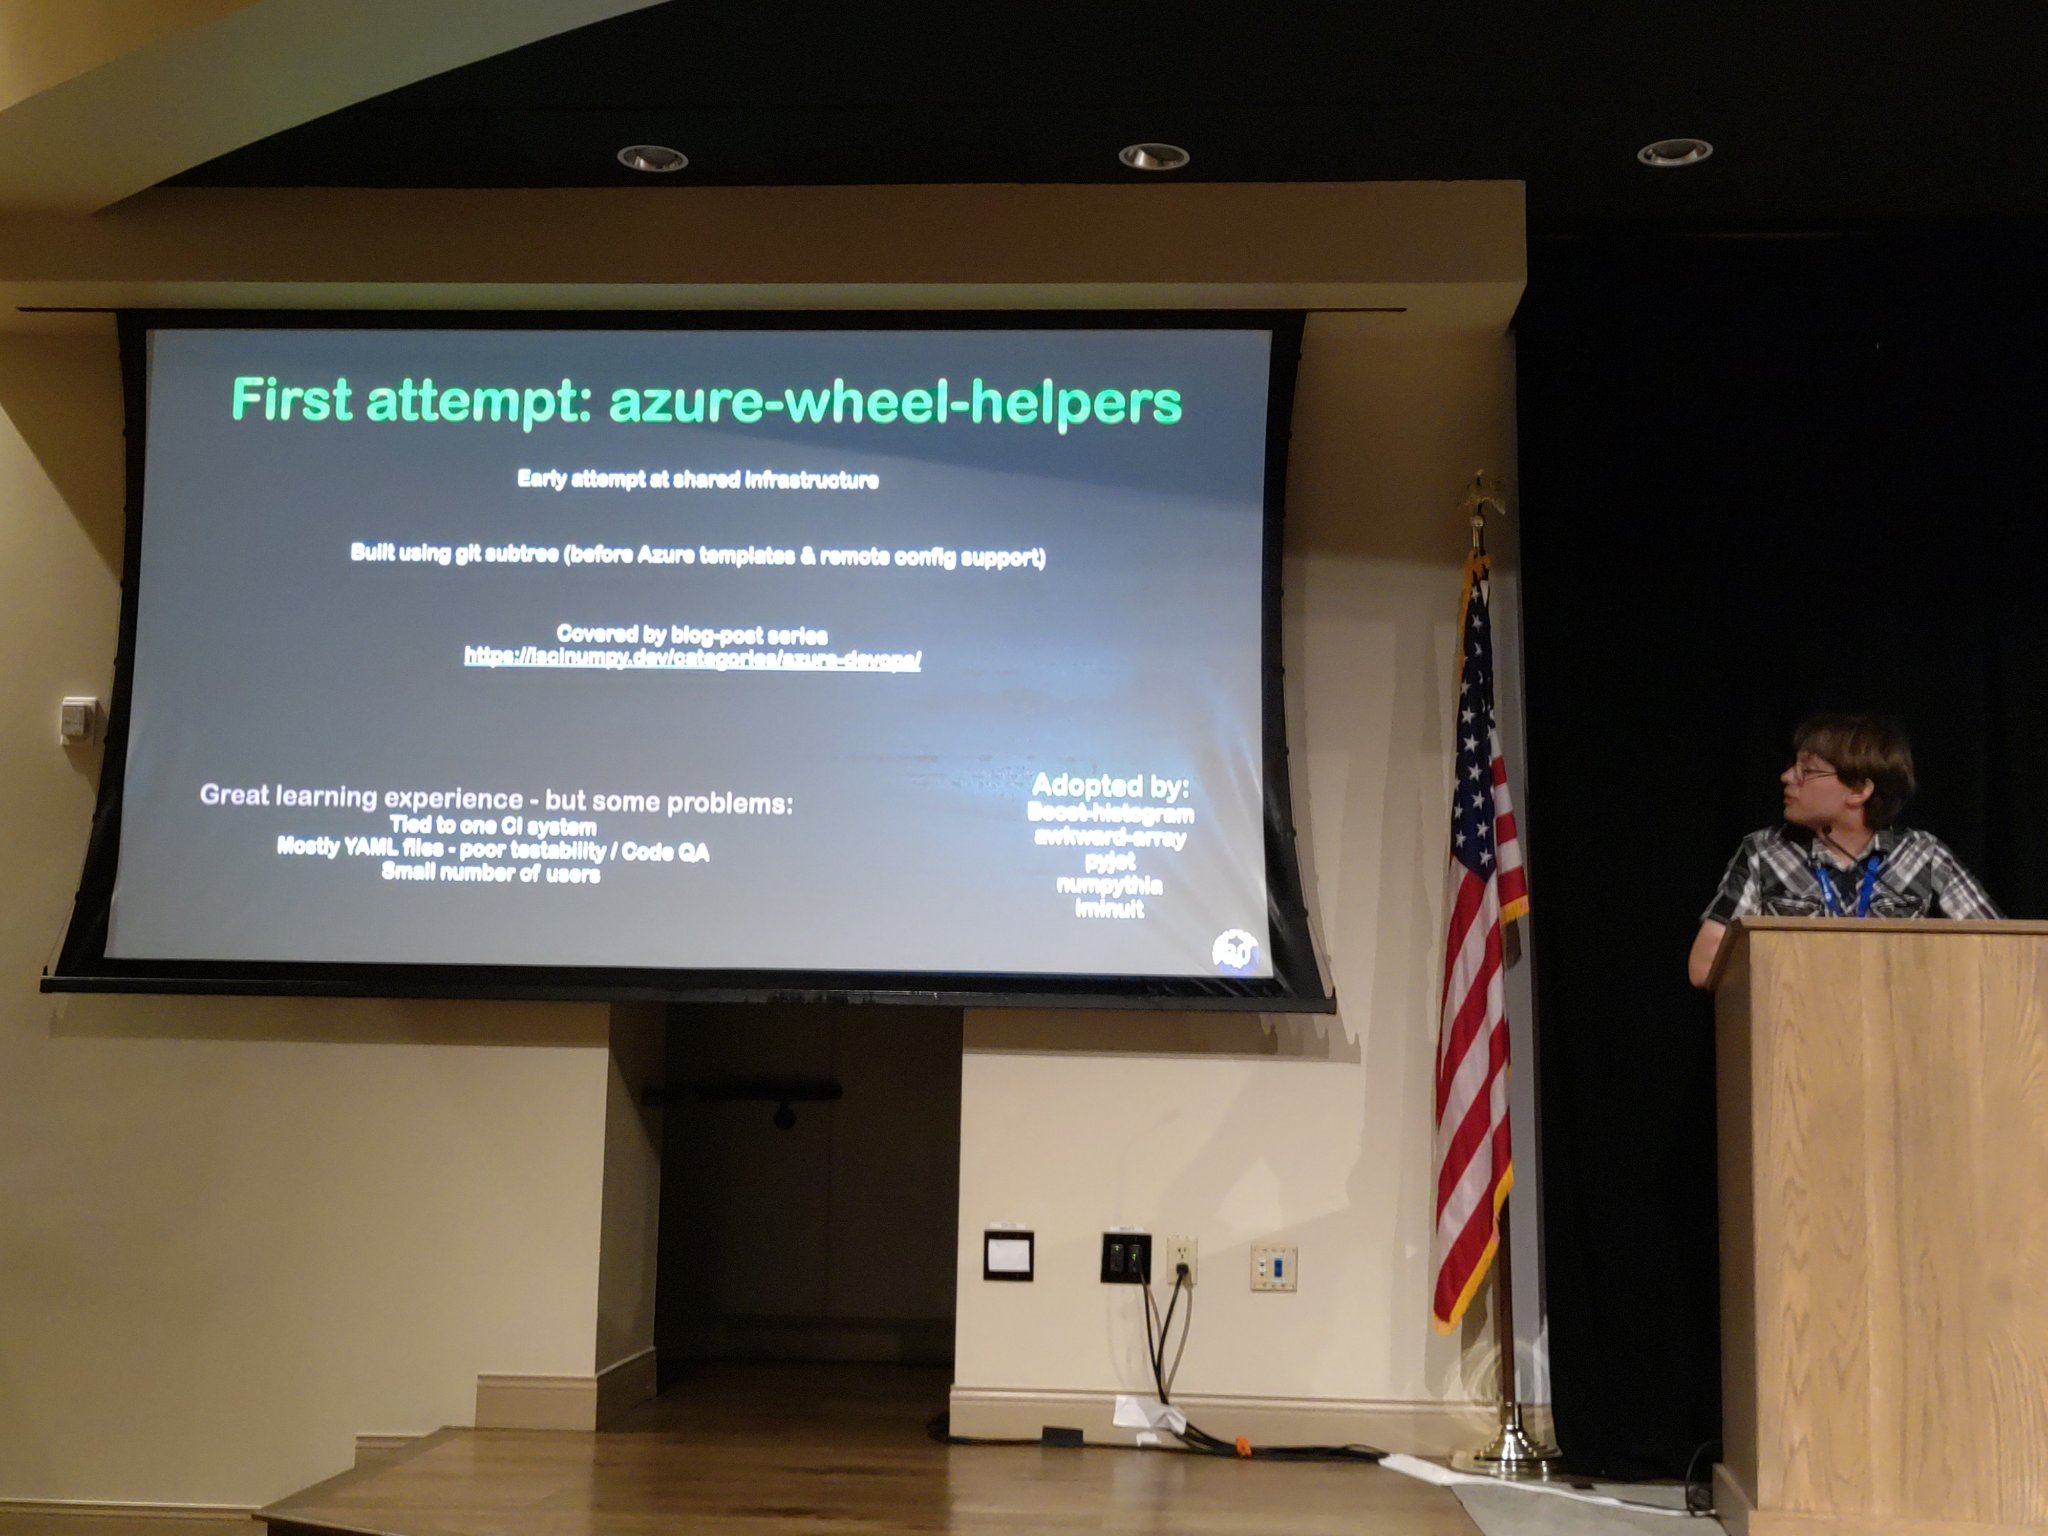 First attempt: azure-wheel-helpers
Early attempt at shared infrastructure
Built using git subtree (before Azure templates & remote config support)
Covered by blog-post series
https://iscinumpy.dev/categories/azure-devops/
Great learning experience - but some problems:
Tied to one CI system
Mostly YAML files - poor testability / Code QA
Small number of users
Adopted by:
Boost-histogram
awkward-array
pyjet
numpythia
iminuit